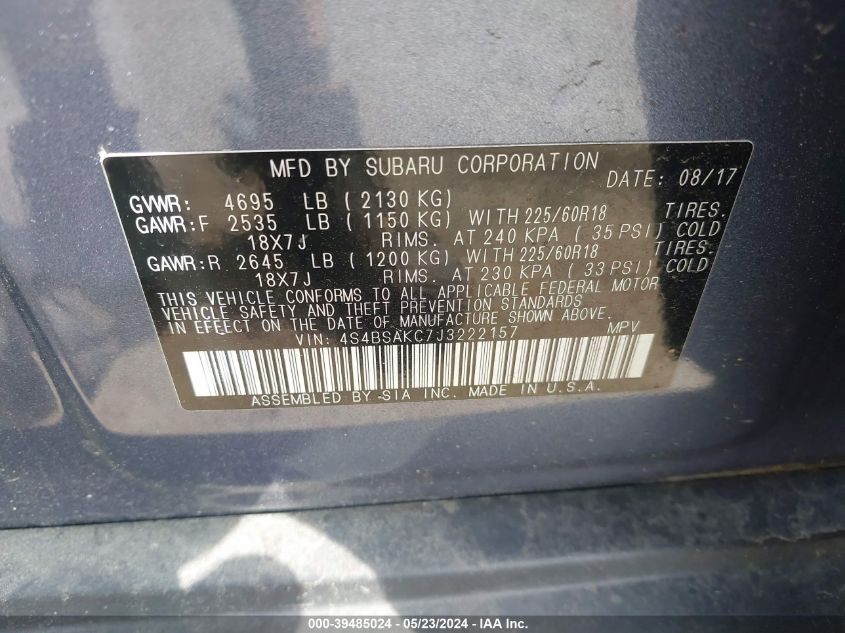 MFD BY SUBARU CORPORATION
DATE: 08/17
GVWR: 4695 LB ( 2130 KG)
GAWR:F 2535 LB ( 1150 KG) WITH 225/60R18 TIRES.
18X7J RIMS. AT 240 KPA ( 35 PSI) COLD
GAWR:R 2645 LB ( 1200 KG) WITH 225/60R18 TIRES.
18X7J RIMS. AT 230 KPA ( 33 PSI) COLD
THIS VEHICLE CONFORMS TO ALL APPLICABLE FEDERAL MOTOR
VEHICLE SAFETY AND THEFT PREVENTION STANDARDS
IN EFFECT ON THE DATE OF MANUFACTURE SHOWN ABOVE.
VIN: 4S4BSAKC7J3222157 MPV
ASSEMBLED BY SIA INC. MADE IN U.S.A.
000-39485024 - 05/23/2024 - IAA Inc.